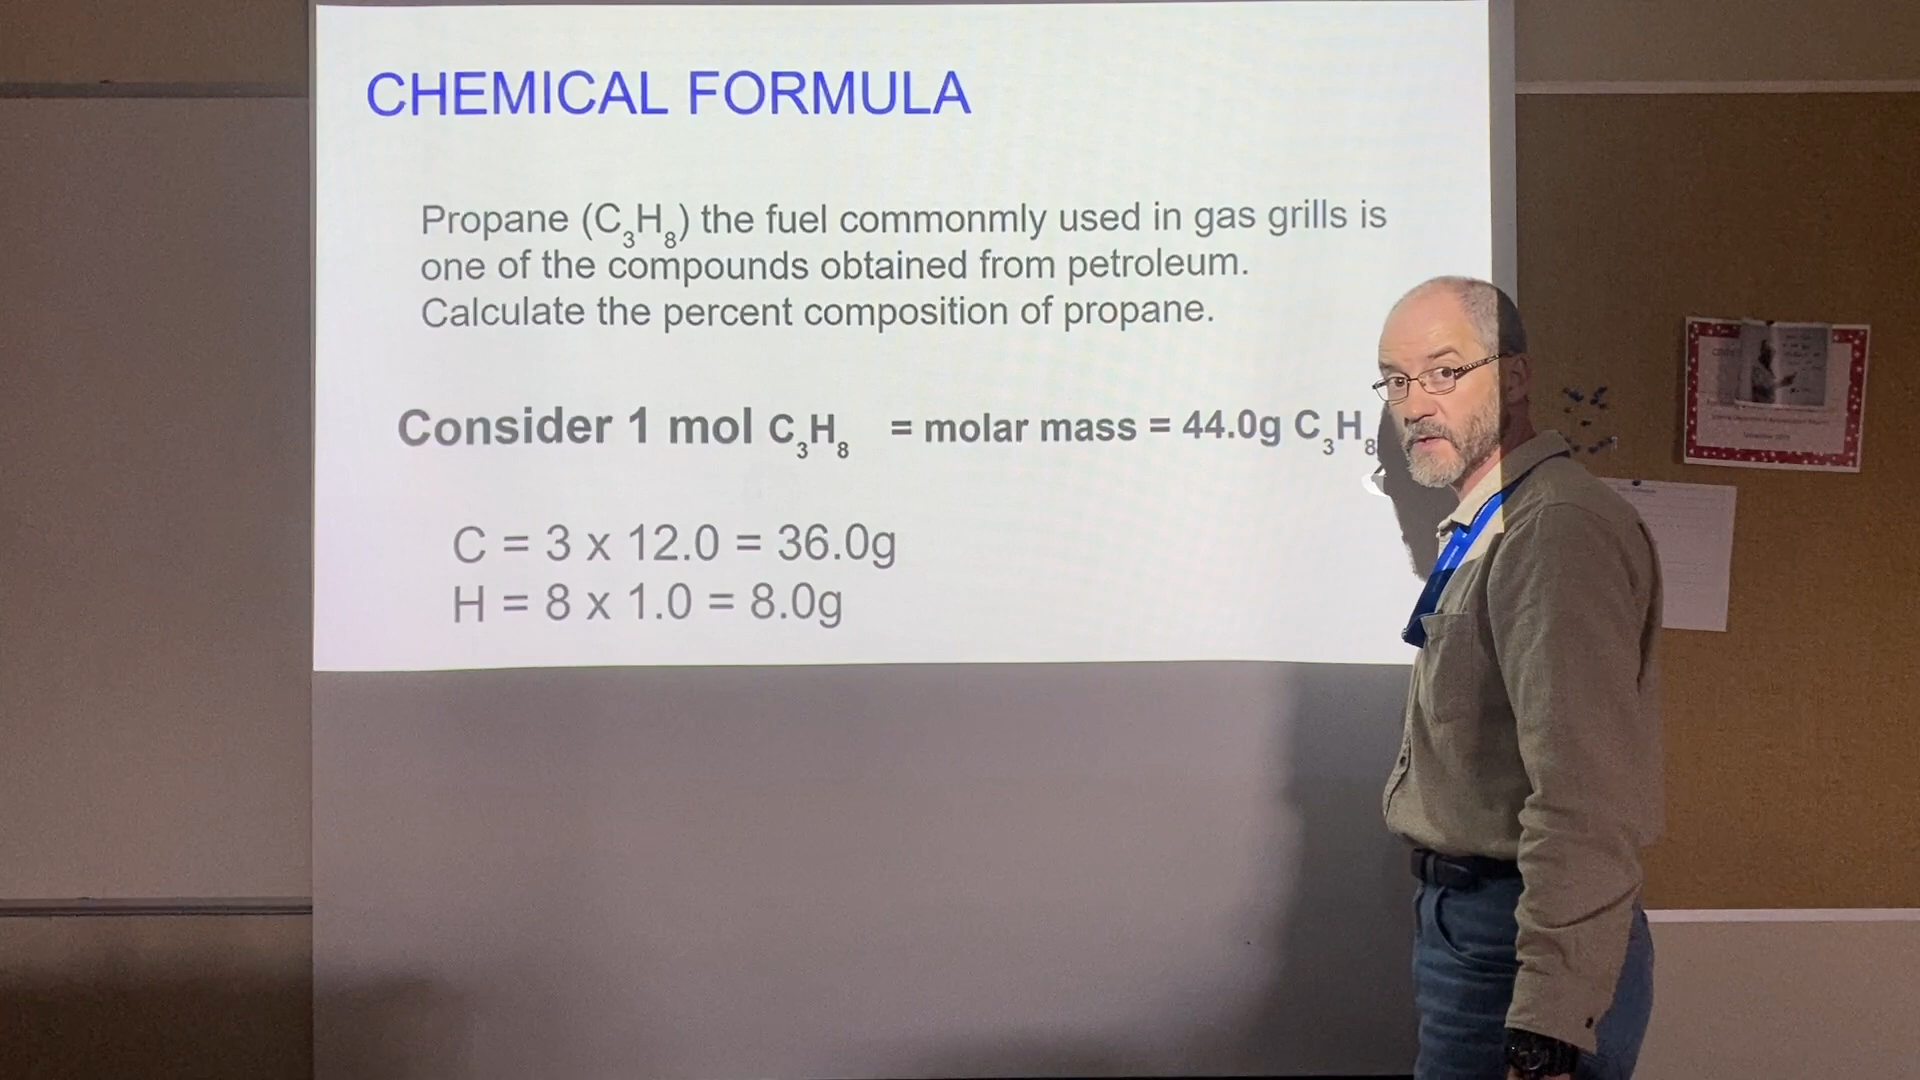 CHEMICAL FORMULA
Propane (C₃H₈) the fuel commonmly used in gas grills is
one of the compounds obtained from petroleum.
Calculate the percent composition of propane.
Consider 1 mol C₃H₈ = molar mass = 44.0g C₃H₈
C = 3 x 12.0 = 36.0g
H = 8 x 1.0 = 8.0g